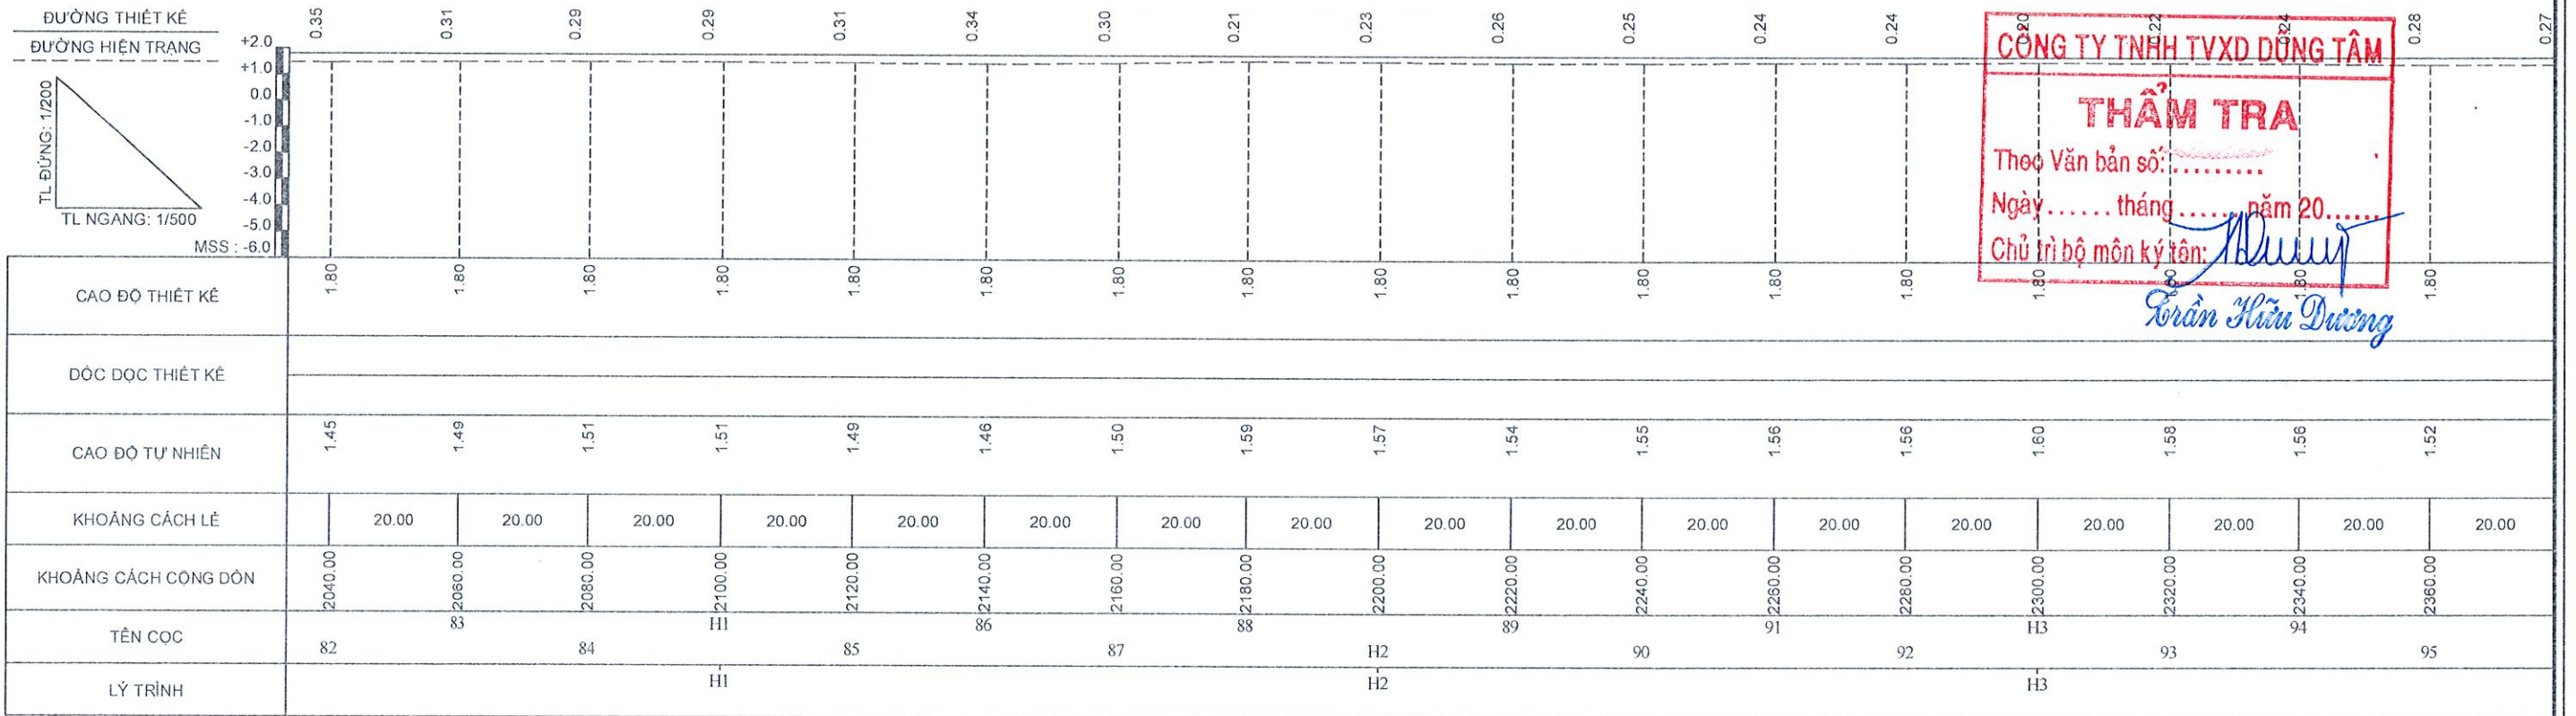 ĐƯỜNG THIẾT KẾ
ĐƯỜNG HIỆN TRẠNG
0.35 0.31 0.29 0.29 0.31 0.34 0.30 0.21 0.23 0.26 0.25 0.24 0.24 0.20 0.22 0.24 0.28 0.27
+2.0
+1.0
0.0
-1.0
-2.0
-3.0
-4.0
-5.0
MSS : -6.0
TL ĐỨNG: 1/200
TL NGANG: 1/500
CÔNG TY TNHH TVXD DŨNG TÂM
THẨM TRA
Theo Văn bản số: .........
Ngày ...... tháng ...... năm 20......
Chủ trì bộ môn ký tên:
Trần Hữu Dương
CAO ĐỘ THIẾT KẾ
1.80 1.80 1.80 1.80 1.80 1.80 1.80 1.80 1.80 1.80 1.80 1.80 1.80 1.80 1.80 1.80 1.80
DỐC DỌC THIẾT KẾ
CAO ĐỘ TỰ NHIÊN
1.45 1.49 1.51 1.51 1.49 1.46 1.50 1.59 1.57 1.54 1.55 1.56 1.56 1.60 1.58 1.56 1.52
KHOẢNG CÁCH LẺ
20.00 20.00 20.00 20.00 20.00 20.00 20.00 20.00 20.00 20.00 20.00 20.00 20.00 20.00 20.00 20.00 20.00
KHOẢNG CÁCH CỘNG DỒN
2040.00 2060.00 2080.00 2100.00 2120.00 2140.00 2160.00 2180.00 2200.00 2220.00 2240.00 2260.00 2280.00 2300.00 2320.00 2340.00 2360.00
TÊN CỌC
82 83 84 H1 85 86 87 88 H2 89 90 91 92 H3 93 94 95
LÝ TRÌNH
H1 H2 H3